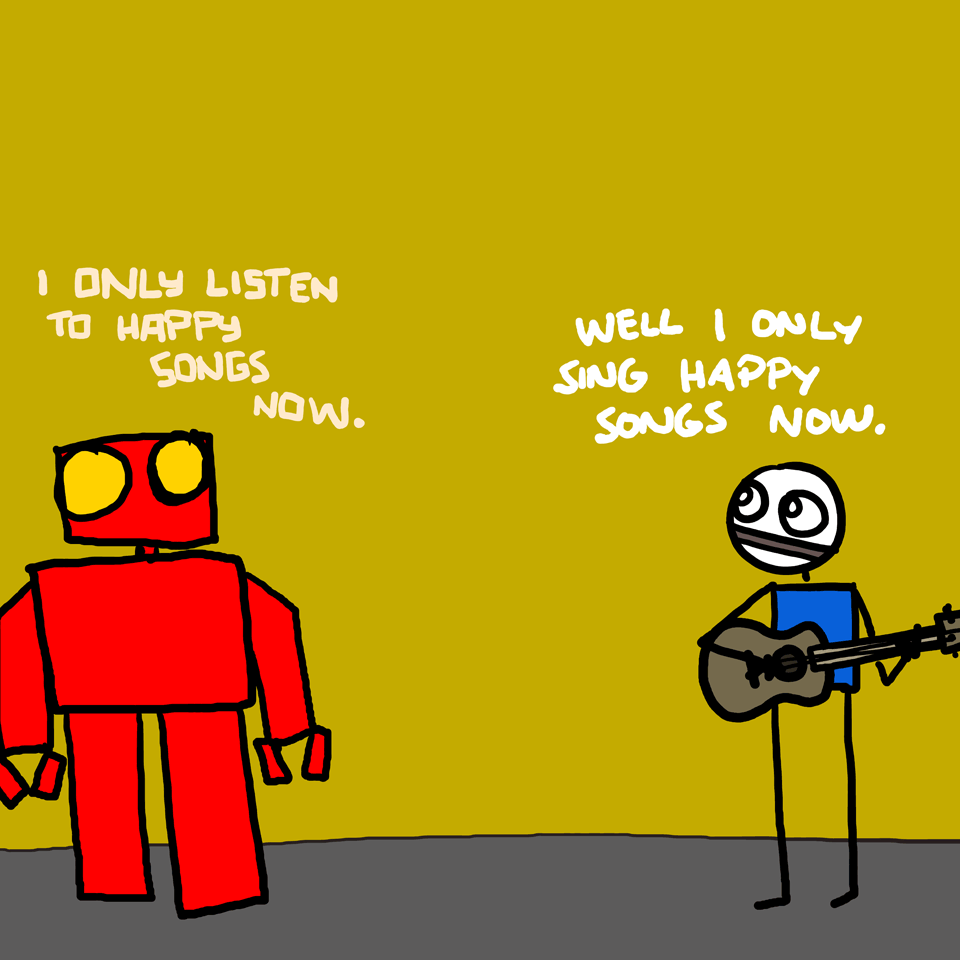 I ONLY LISTEN
TO HAPPY
SONGS
NOW.
WELL I ONLY
SING HAPPY
SONGS NOW.